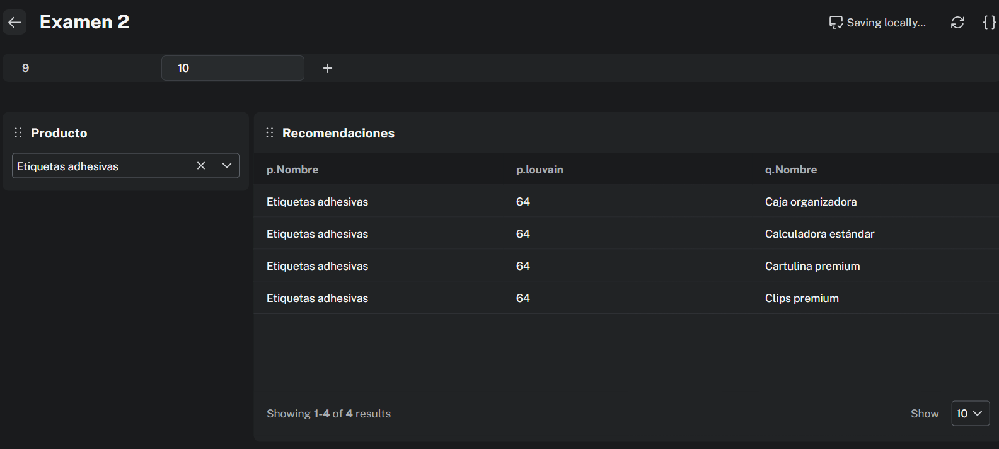 Examen 2
Saving locally...
{ }
9
10
+
Producto
Etiquetas adhesivas
Recomendaciones
p.Nombre p.louvain q.Nombre
Etiquetas adhesivas 64 Caja organizadora
Etiquetas adhesivas 64 Calculadora estándar
Etiquetas adhesivas 64 Cartulina premium
Etiquetas adhesivas 64 Clips premium
Showing 1-4 of 4 results
Show 10